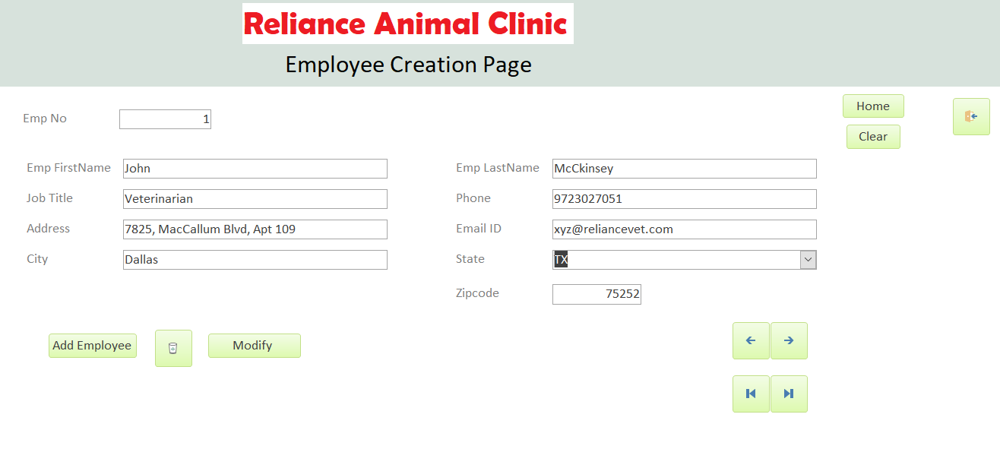 Reliance Animal Clinic
Employee Creation Page
Home
Emp No 1
Clear
Emp FirstName John Emp LastName McCkinsey
Job Title Veterinarian Phone 9723027051
Address 7825, MacCallum Blvd, Apt 109 Email ID xyz@reliancevet.com
City Dallas State TX
Zipcode 75252
Add Employee Modify